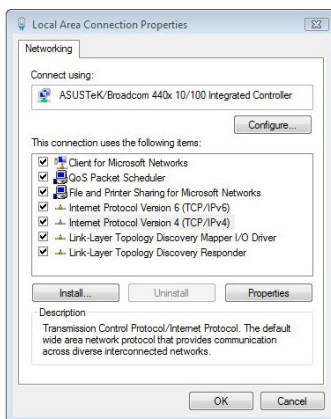 Local Area Connection Properties
Networking
Connect using:
ASUSTeK/Broadcom 440x 10/100 Integrated Controller
Configure...
This connection uses the following items:
Client for Microsoft Networks
QoS Packet Scheduler
File and Printer Sharing for Microsoft Networks
Internet Protocol Version 6 (TCP/IPv6)
Internet Protocol Version 4 (TCP/IPv4)
Link-Layer Topology Discovery Mapper I/O Driver
Link-Layer Topology Discovery Responder
Install... Uninstall Properties
Description
Transmission Control Protocol/Internet Protocol. The default
wide area network protocol that provides communication
across diverse interconnected networks.
OK Cancel